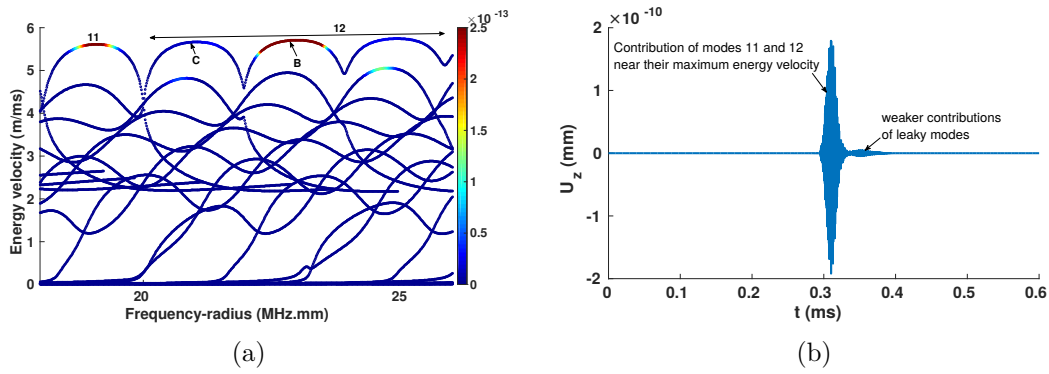 ×10 -13
6
5
4
3
2
1
0
20
25
Energy velocity (m/ms)
Frequency-radius (MHz.mm)
11
12
C
B
2.5
2
1.5
1
0.5
0
(a)
×10 -10
2
1
0
-1
-2
U z (mm)
Contribution of modes 11 and 12
near their maximum energy velocity
weaker contributions
of leaky modes
0
0.1
0.2
0.3
0.4
0.5
0.6
t (ms)
(b)